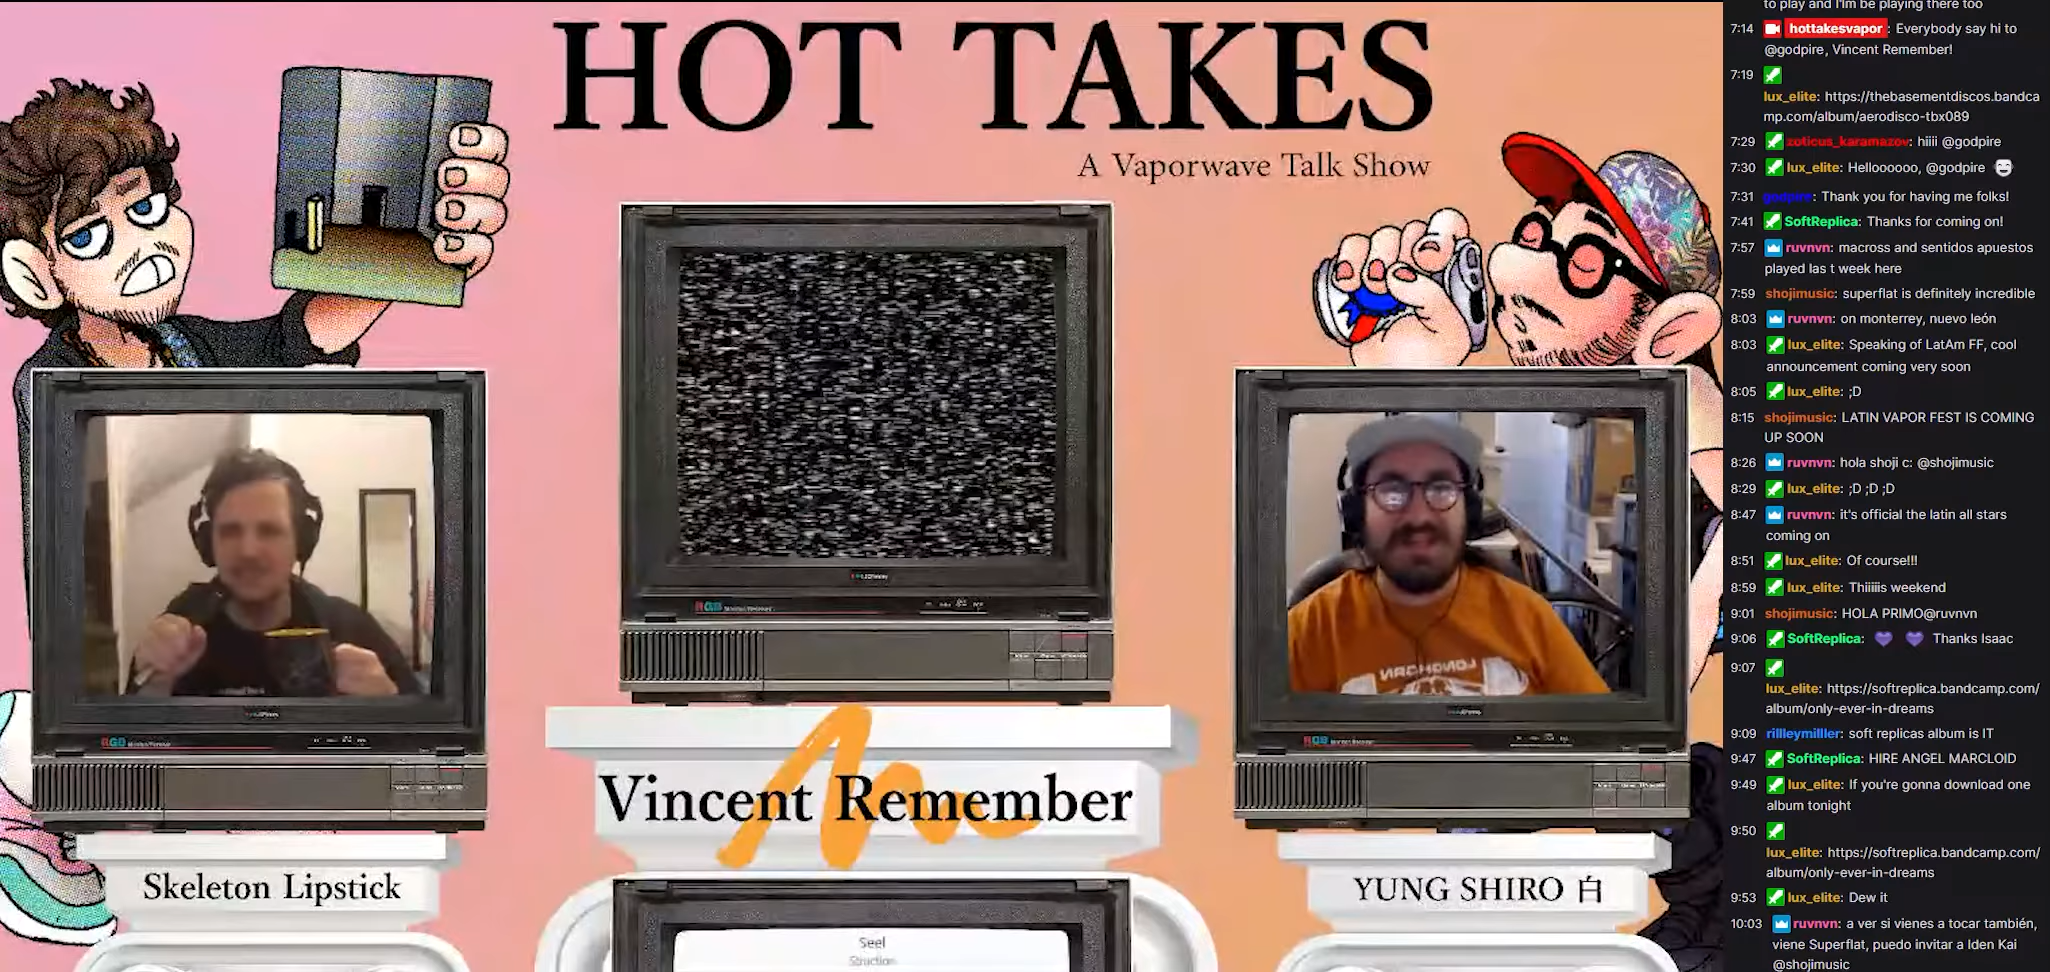 HOT TAKES
A Vaporwave Talk Show
Vincent Remember
Skeleton Lipstick
YUNG SHIRO 白
Seel
Struction
RGB
RGB
RGB
LONGHORN
to play and I'lm be playing there too
7:14 hottakesvapor: Everybody say hi to
@godpire, Vincent Remember!
7:19
lux_elite: https://thebasementdiscos.bandca
mp.com/album/aerodisco-tbx089
7:29 zoticus_karamazov: hiiii @godpire
7:30 lux_elite: Helloooooo, @godpire
7:31 godpire: Thank you for having me folks!
7:41 SoftReplica: Thanks for coming on!
7:57 ruvnvn: macross and sentidos apuestos
played las t week here
7:59 shojimusic: superflat is definitely incredible
8:03 ruvnvn: on monterrey, nuevo león
8:03 lux_elite: Speaking of LatAm FF, cool
announcement coming very soon
8:05 lux_elite: ;D
8:15 shojimusic: LATIN VAPOR FEST IS COMING
UP SOON
8:26 ruvnvn: hola shoji c: @shojimusic
8:29 lux_elite: ;D ;D ;D
8:47 ruvnvn: it's official the latin all stars
coming on
8:51 lux_elite: Of course!!!
8:59 lux_elite: Thiiiiis weekend
9:01 shojimusic: HOLA PRIMO@ruvnvn
9:06 SoftReplica: 💜 💜 Thanks Isaac
9:07
lux_elite: https://softreplica.bandcamp.com/
album/only-ever-in-dreams
9:09 rillleymilller: soft replicas album is IT
9:47 SoftReplica: HIRE ANGEL MARCLOID
9:49 lux_elite: If you're gonna download one
album tonight
9:50
lux_elite: https://softreplica.bandcamp.com/
album/only-ever-in-dreams
9:53 lux_elite: Dew it
10:03 ruvnvn: a ver si vienes a tocar también,
viene Superflat, puedo invitar a Iden Kai
@shojimusic